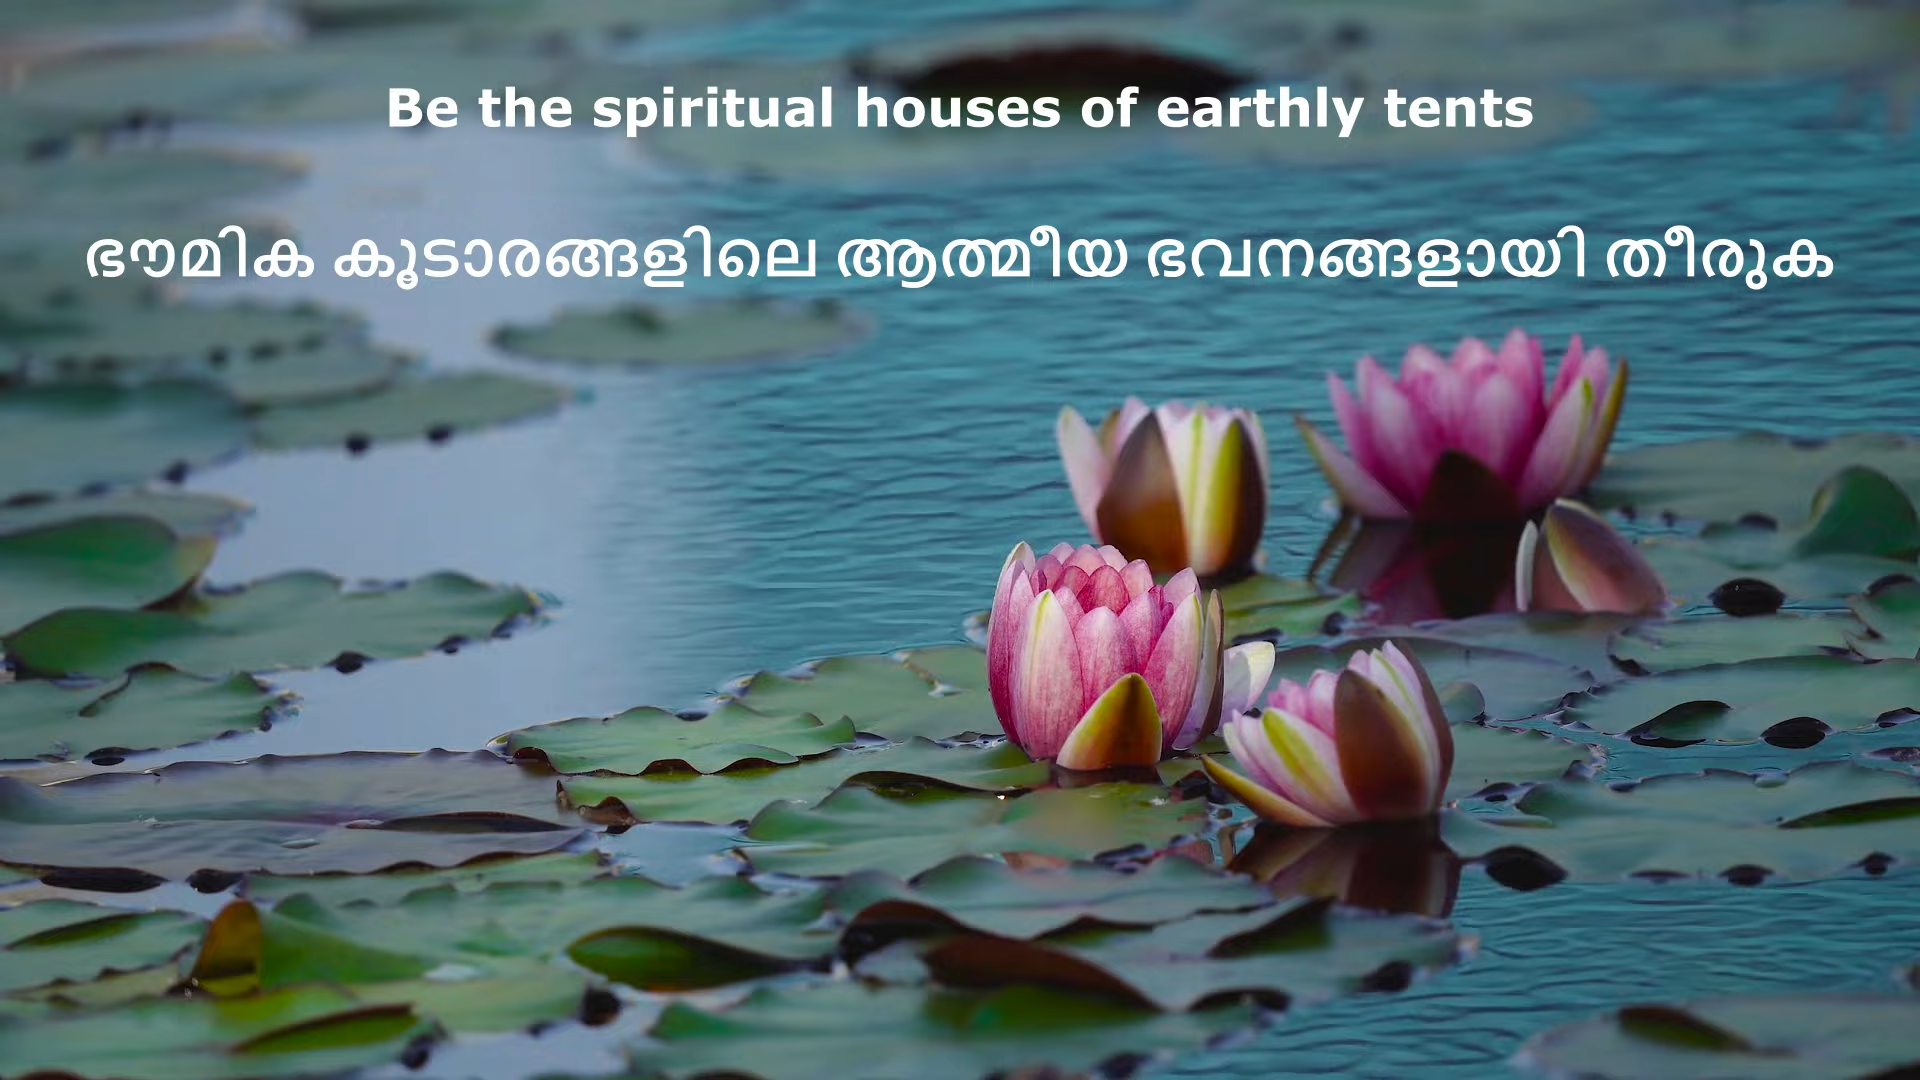 Be the spiritual houses of earthly tents
ഭൗമിക കൂടാരങ്ങളിലെ ആത്മീയ ഭവനങ്ങളായി തീരുക